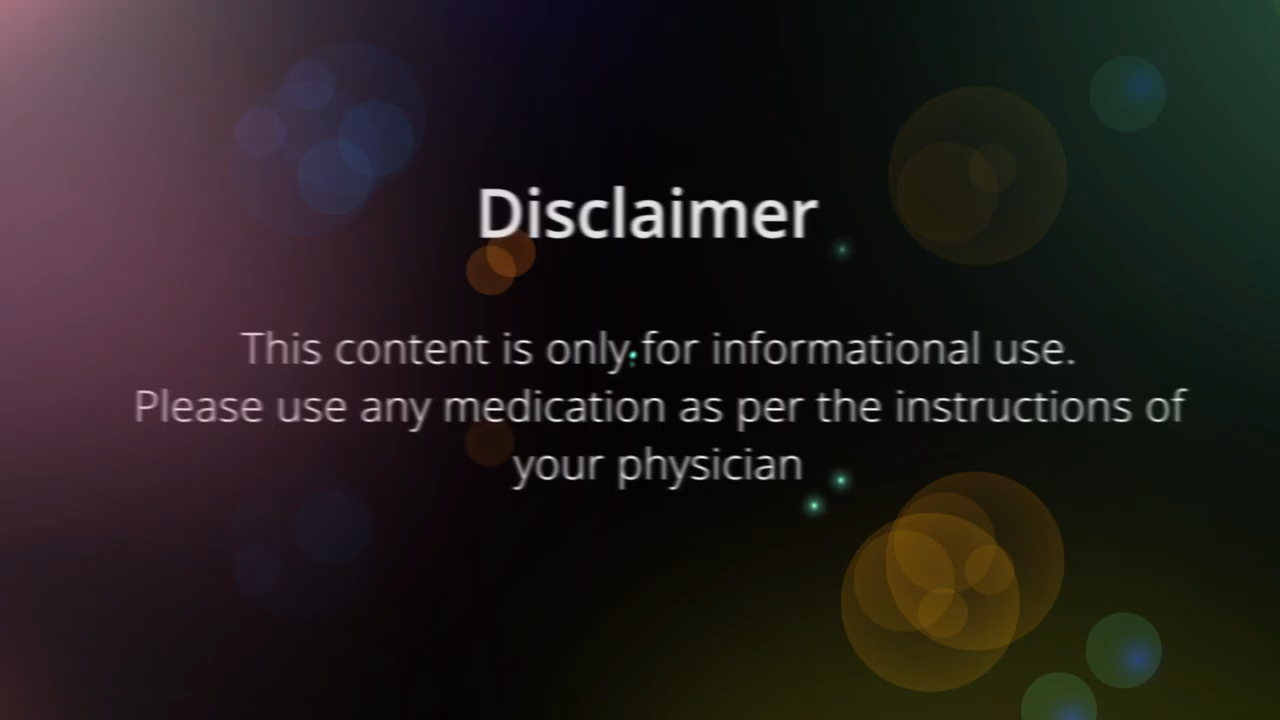 Disclaimer
This content is only for informational use.
Please use any medication as per the instructions of
your physician